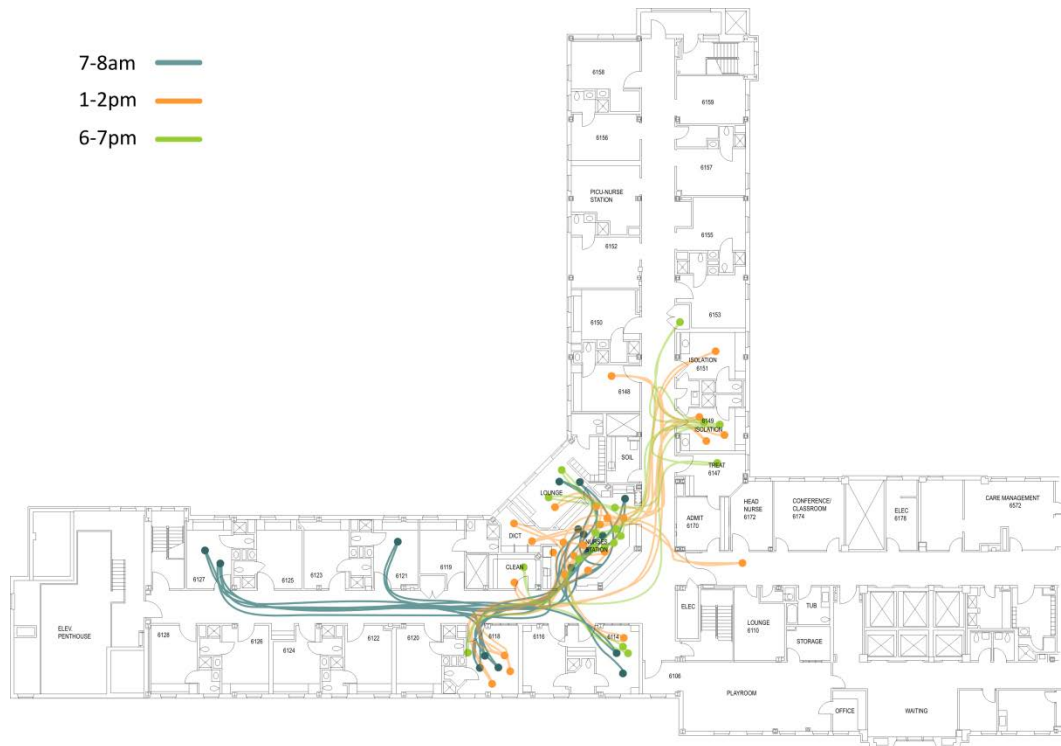 7-8am
1-2pm
6-7pm
6158
6159
6156
6157
PICU-NURSE
STATION
6155
6152
6153
6150
ISOLATION
6151
6148
6149
ISOLATION
SOIL
TREAT
6147
LOUNGE
ADMIT
6170
HEAD
NURSE
6172
CONFERENCE/
CLASSROOM
6174
ELEC
6176
CARE MANAGEMENT
6572
DICT
NURSES
STATION
CLEAN
6127
6125
6123
6121
6119
ELEV.
PENTHOUSE
6128
6126
6124
6122
6120
6118
6116
6114
ELEC
LOUNGE
6110
TUB
STORAGE
6106
PLAYROOM
OFFICE
WAITING